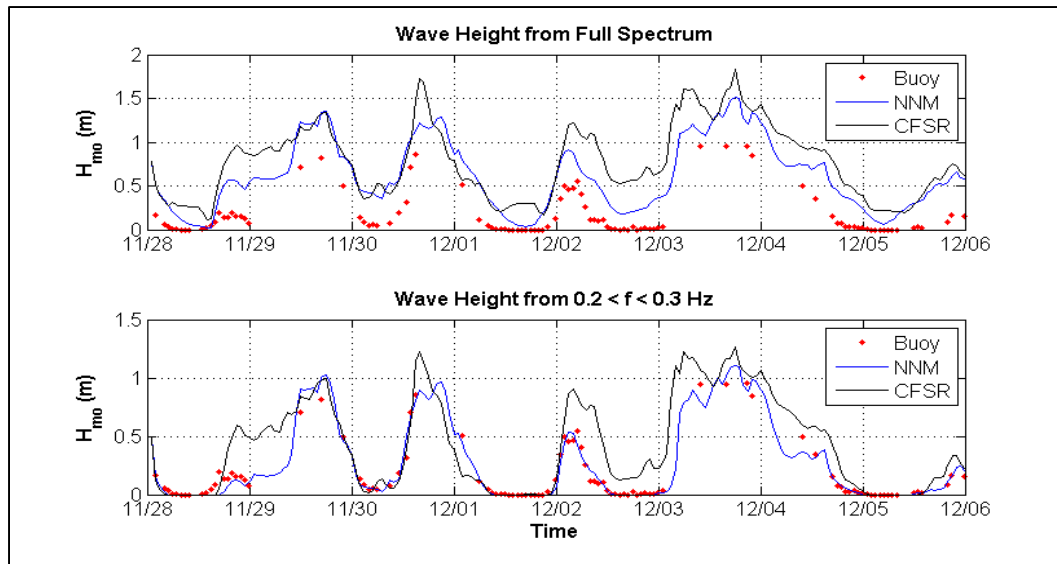 Wave Height from Full Spectrum
2
1.5
1
0.5
0
H_mo (m)
Buoy
NNM
CFSR
11/28 11/29 11/30 12/01 12/02 12/03 12/04 12/05 12/06
Wave Height from 0.2 < f < 0.3 Hz
1.5
1
0.5
0
H_mo (m)
Buoy
NNM
CFSR
11/28 11/29 11/30 12/01 12/02 12/03 12/04 12/05 12/06
Time